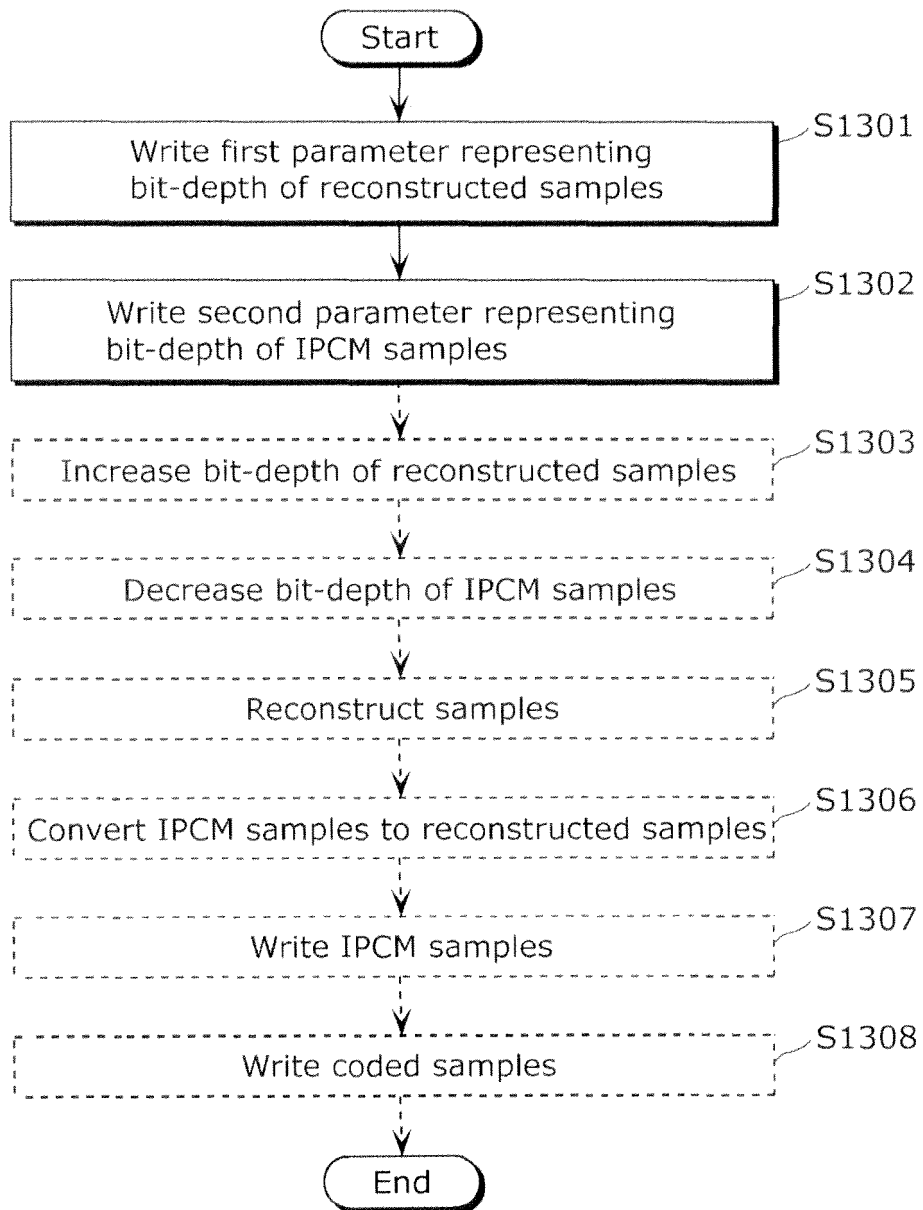 Start
S1301
Write first parameter representing
bit-depth of reconstructed samples
S1302
Write second parameter representing
bit-depth of IPCM samples
S1303
Increase bit-depth of reconstructed samples
S1304
Decrease bit-depth of IPCM samples
S1305
Reconstruct samples
S1306
Convert IPCM samples to reconstructed samples
S1307
Write IPCM samples
S1308
Write coded samples
End